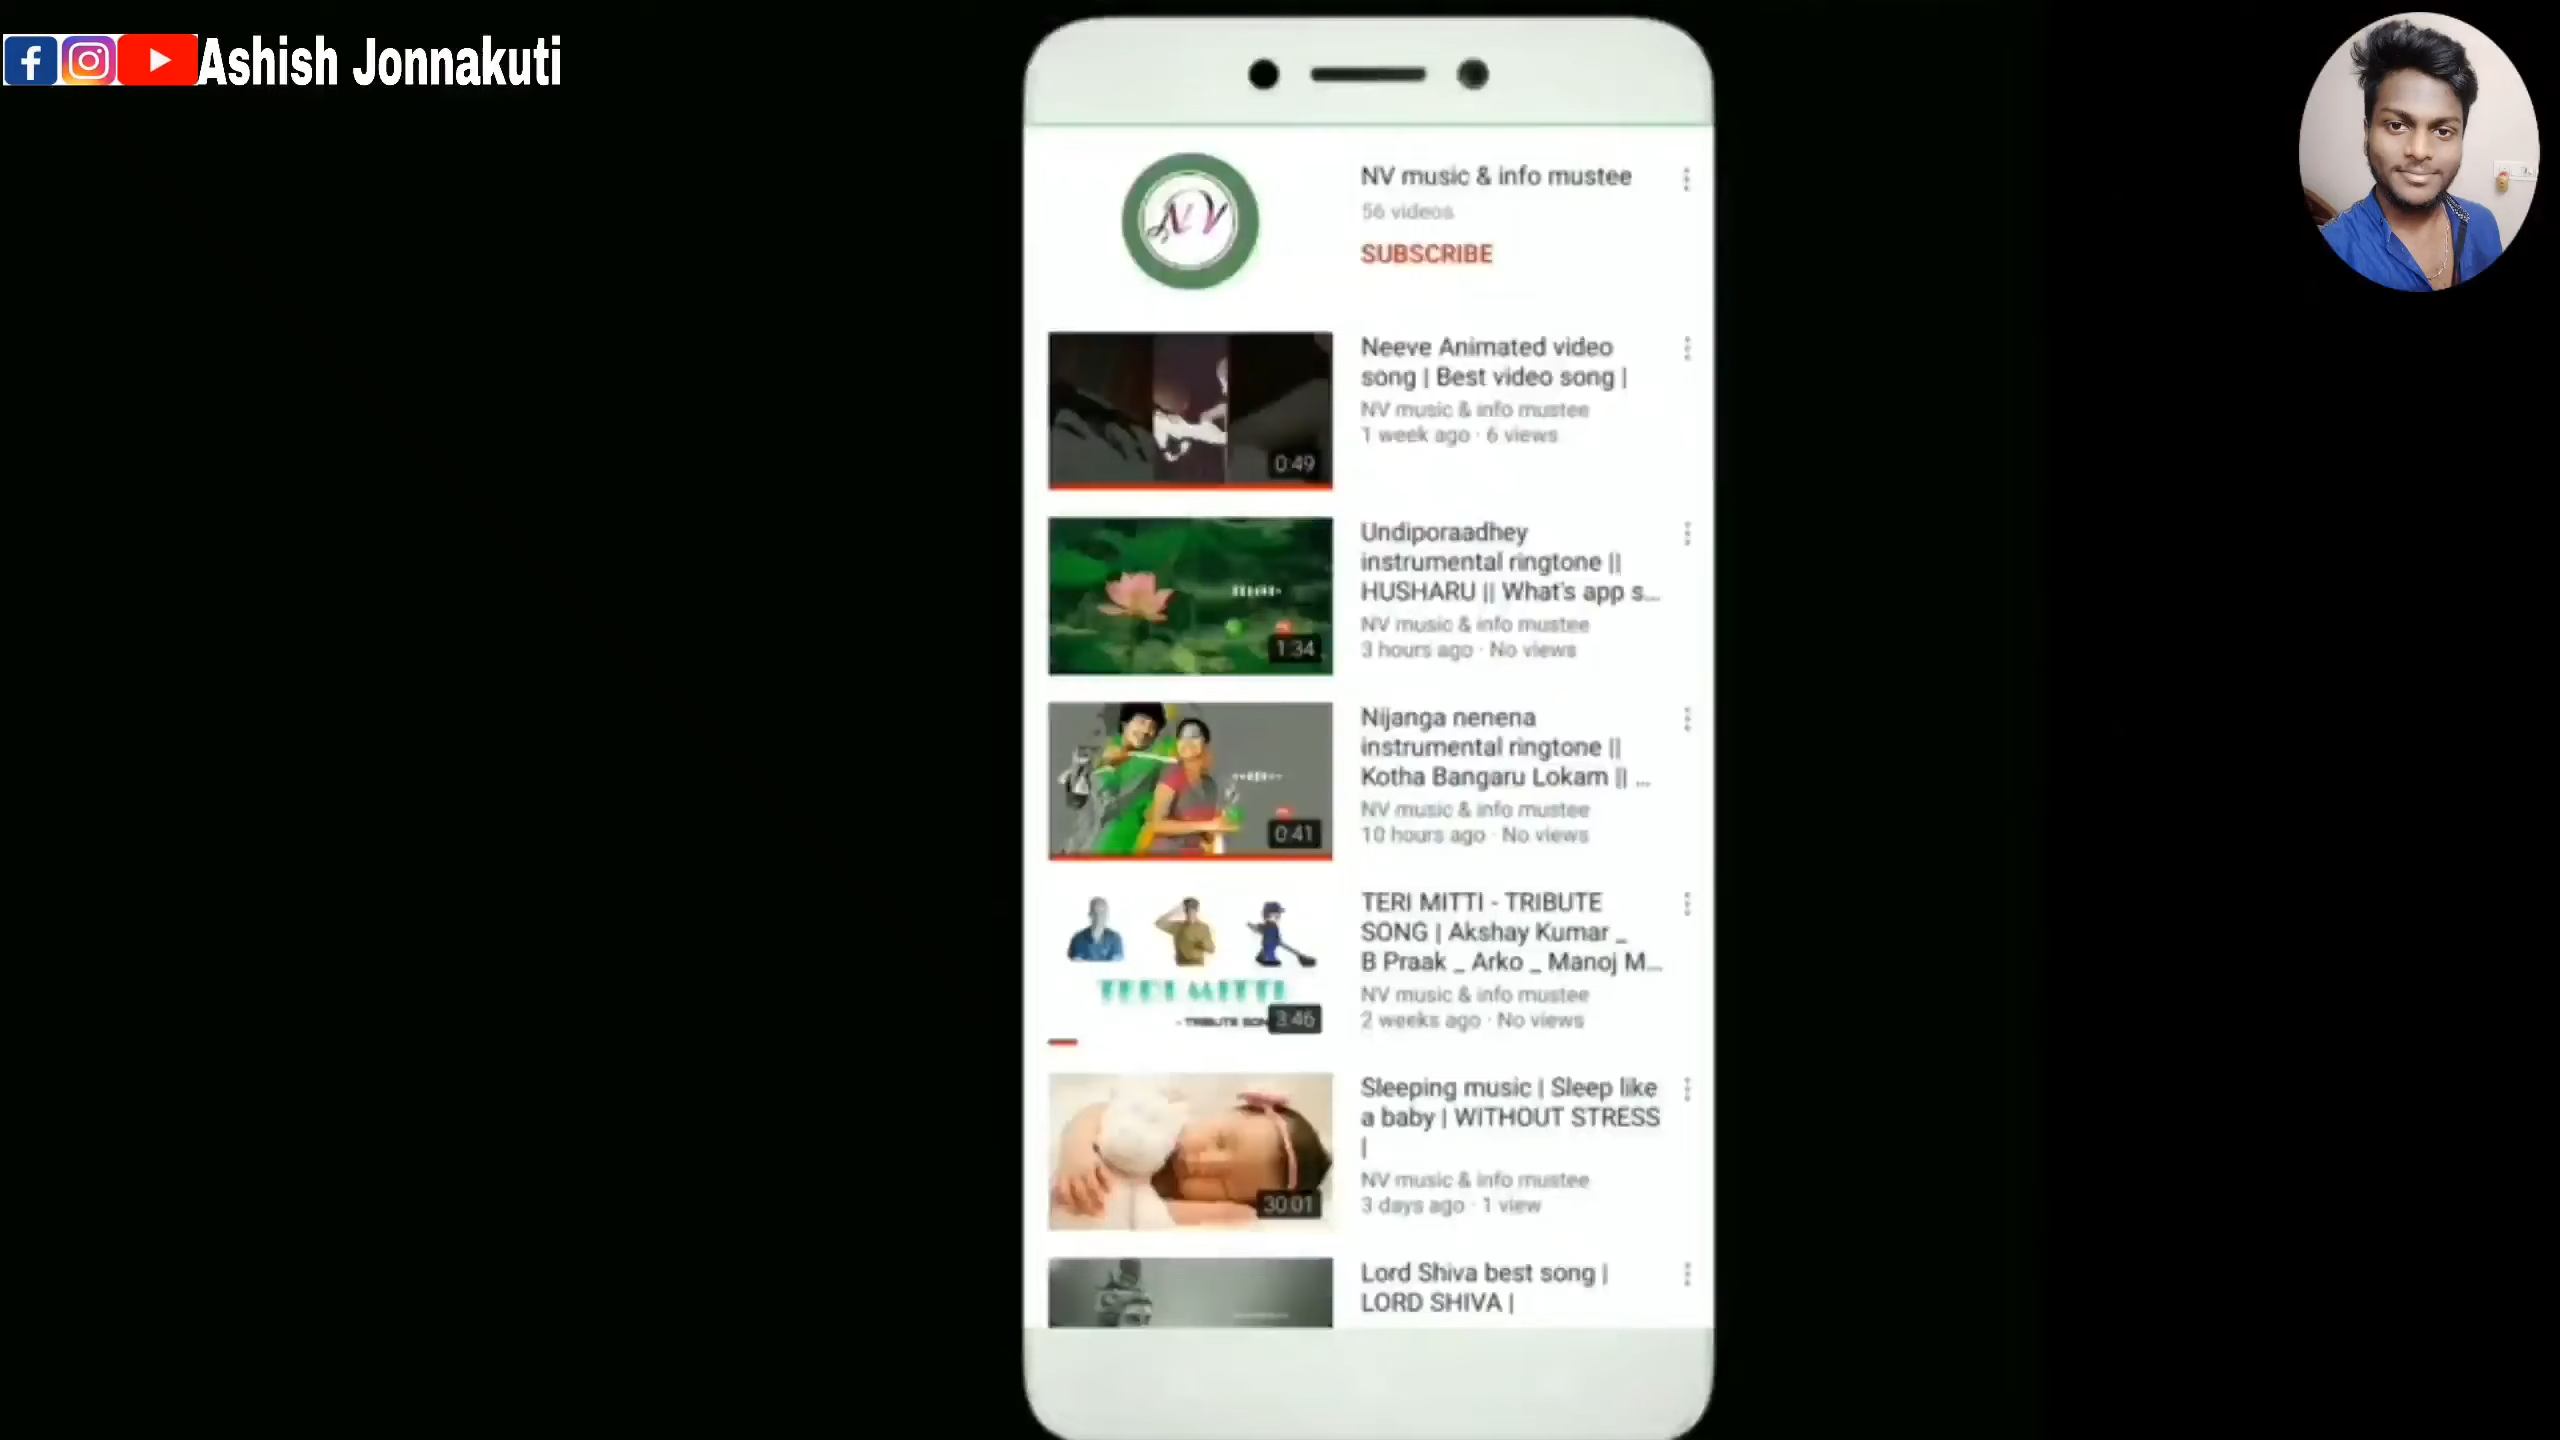 Ashish Jonnakuti
NV
NV music & info mustee
56 videos
SUBSCRIBE
0:49
Neeve Animated video
song | Best video song |
NV music & info mustee
1 week ago · 6 views
1:34
Undiporaadhey
instrumental ringtone ||
HUSHARU || What's app s...
NV music & info mustee
3 hours ago · No views
0:41
Nijanga nenena
instrumental ringtone ||
Kotha Bangaru Lokam || ...
NV music & info mustee
10 hours ago · No views
TERI MITTI
- TRIBUTE SON
3:46
TERI MITTI - TRIBUTE
SONG | Akshay Kumar _
B Praak _ Arko _ Manoj M...
NV music & info mustee
2 weeks ago · No views
30:01
Sleeping music | Sleep like
a baby | WITHOUT STRESS
|
NV music & info mustee
3 days ago · 1 view
Lord Shiva best song |
LORD SHIVA |